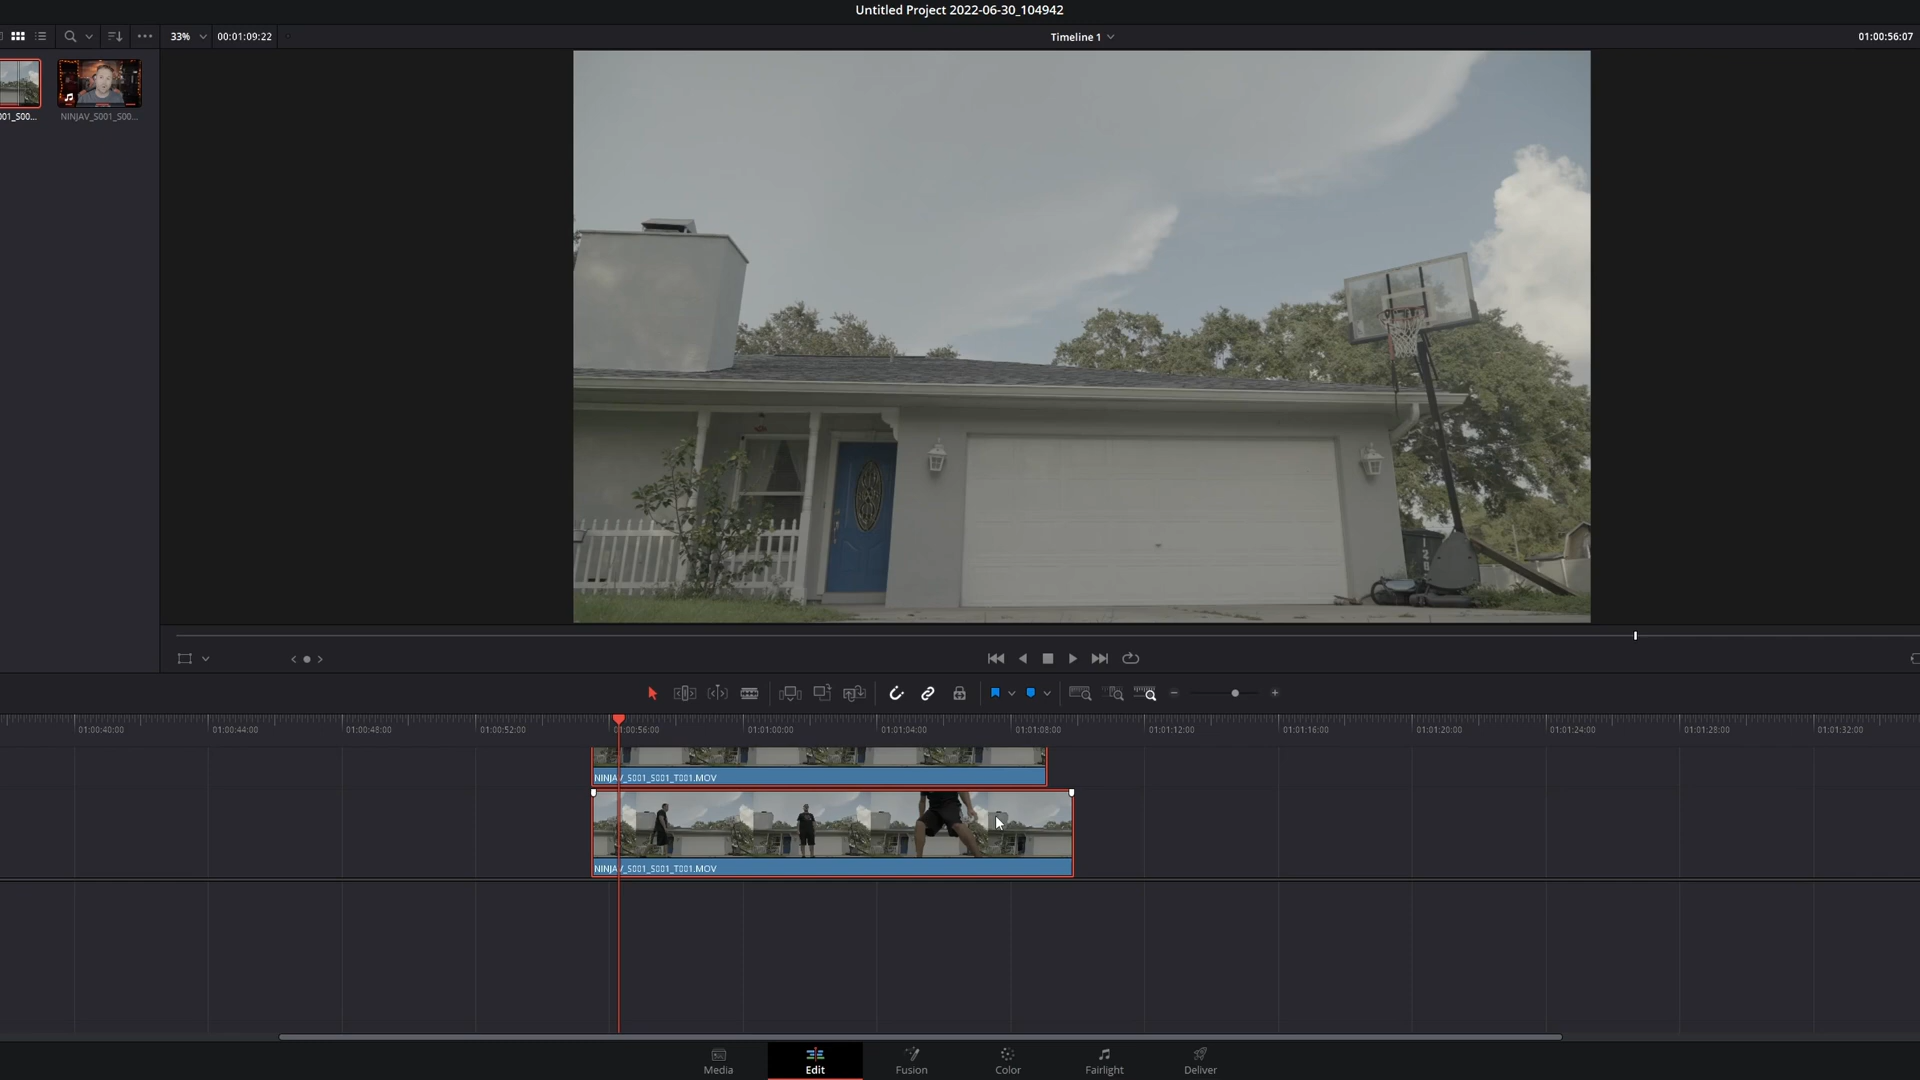 Untitled Project 2022-06-30_104942
33%
00:01:09:22
Timeline 1
01:00:56:07
001_S00...
NINJAV_S001_S00...
01:00:40:00
01:00:44:00
01:00:48:00
01:00:52:00
01:00:56:00
01:01:00:00
01:01:04:00
01:01:08:00
01:01:12:00
01:01:16:00
01:01:20:00
01:01:24:00
01:01:28:00
01:01:32:00
NINJAV_S001_S001_T001.MOV
NINJAV_S001_S001_T001.MOV
Media
Edit
Fusion
Color
Fairlight
Deliver